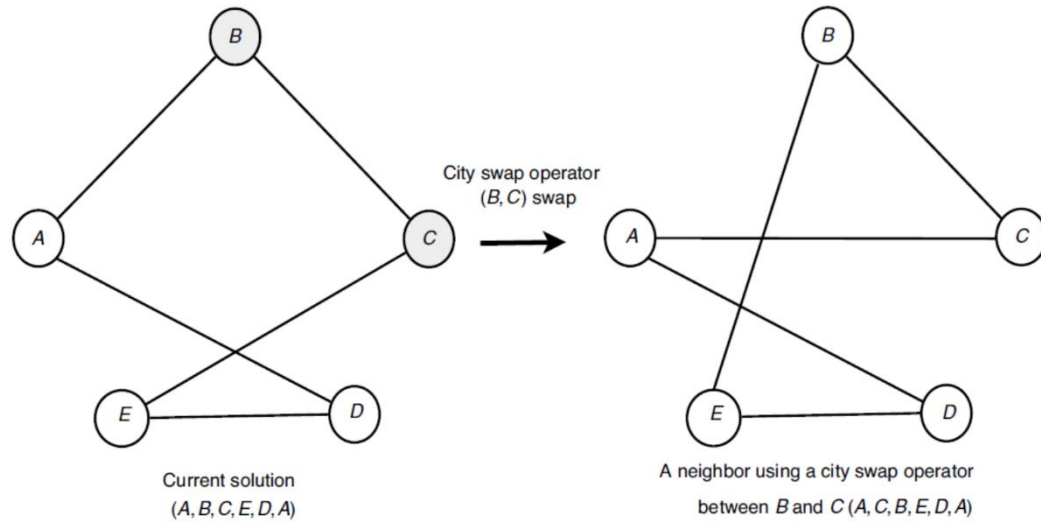 B
A
C
E
D
Current solution
(A, B, C, E, D, A)
City swap operator
(B, C) swap
B
A
C
E
D
A neighbor using a city swap operator
between B and C (A, C, B, E, D, A)